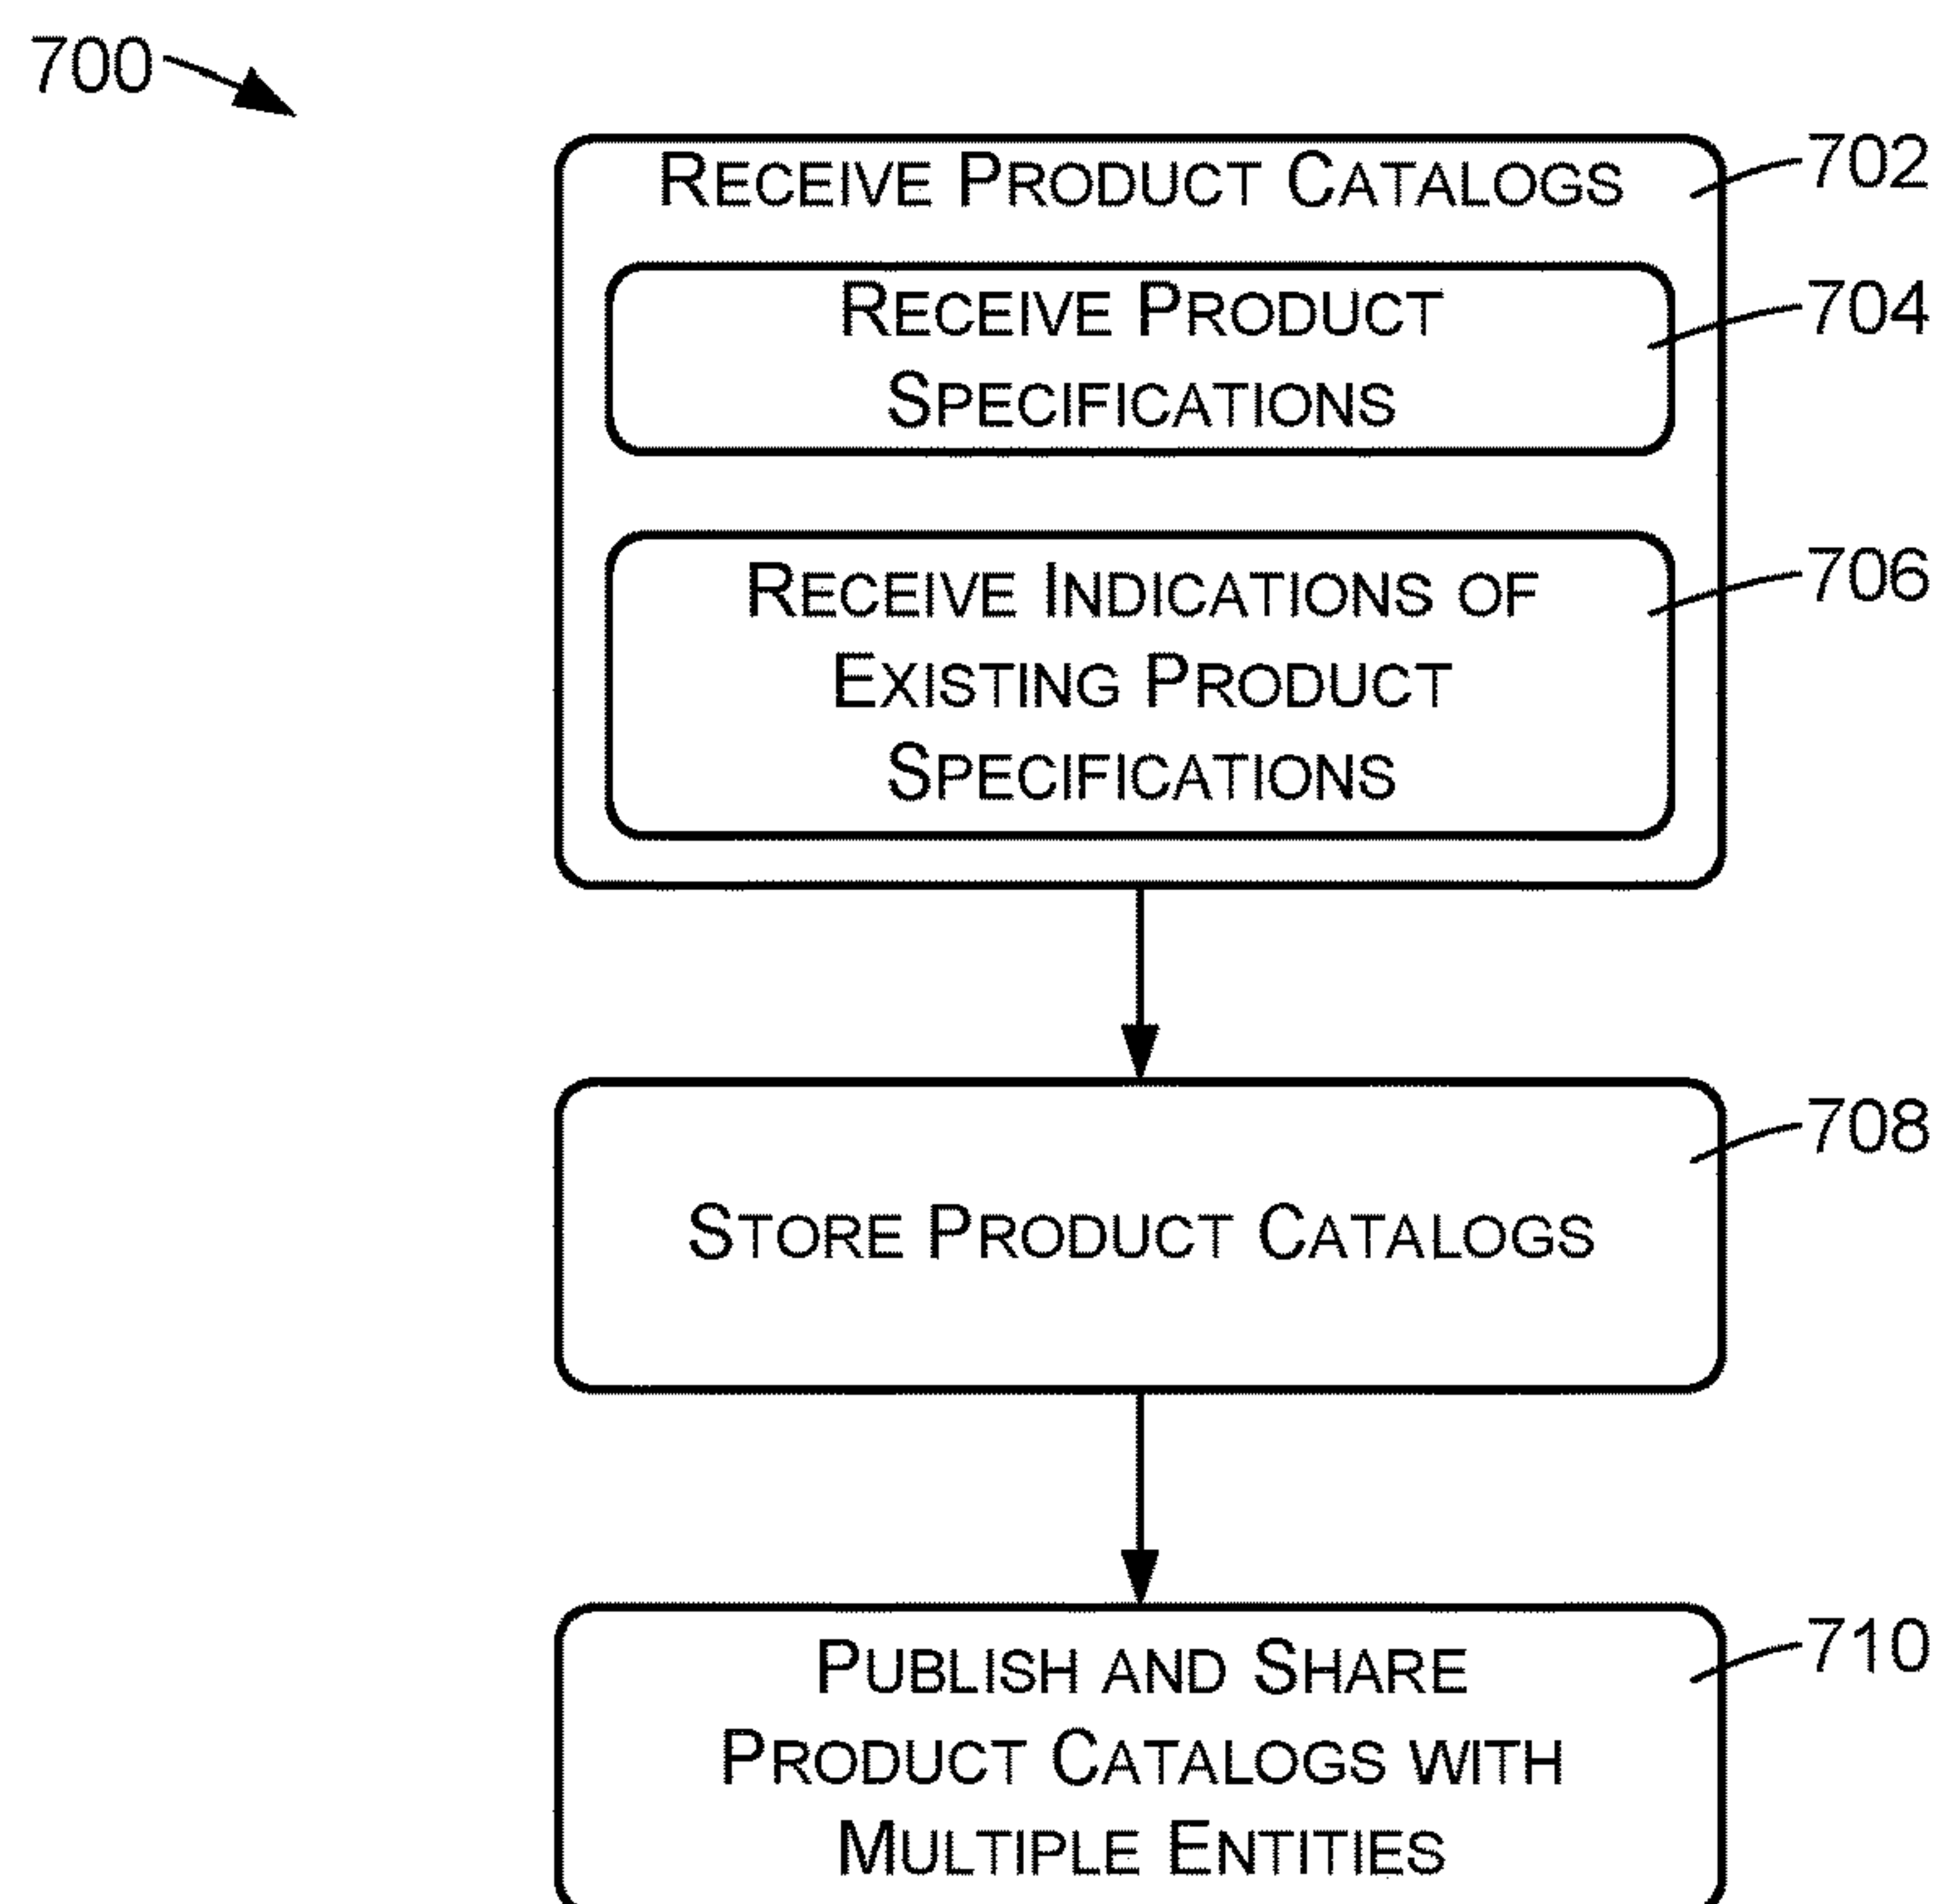 700
RECEIVE PRODUCT CATALOGS
702
RECEIVE PRODUCT
SPECIFICATIONS
704
RECEIVE INDICATIONS OF
EXISTING PRODUCT
SPECIFICATIONS
706
STORE PRODUCT CATALOGS
708
PUBLISH AND SHARE
PRODUCT CATALOGS WITH
MULTIPLE ENTITIES
710